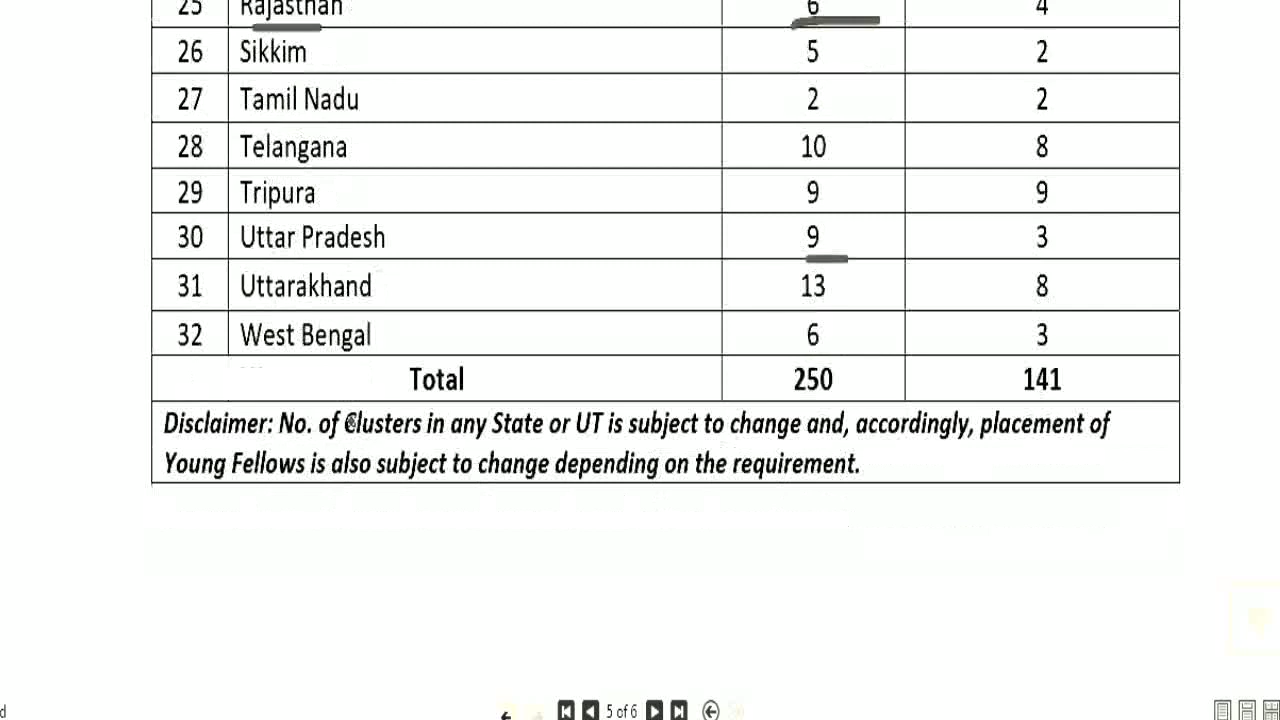 25 Rajasthan 6 4
26 Sikkim 5 2
27 Tamil Nadu 2 2
28 Telangana 10 8
29 Tripura 9 9
30 Uttar Pradesh 9 3
31 Uttarakhand 13 8
32 West Bengal 6 3
Total 250 141
Disclaimer: No. of Clusters in any State or UT is subject to change and, accordingly, placement of
Young Fellows is also subject to change depending on the requirement.
d 5 of 6